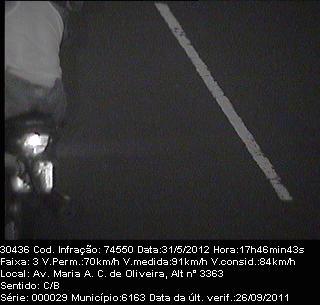 30436 Cod. Infração: 74550 Data:31/5/2012 Hora:17h46min43s
Faixa: 3 V.Perm.:70km/h V.medida:91km/h V.consid.:84km/h
Local: Av. Maria A. C. de Oliveira, Alt nº 3363
Sentido: C/B
Série: 000029 Município:6163 Data da últ. verif.:26/09/2011